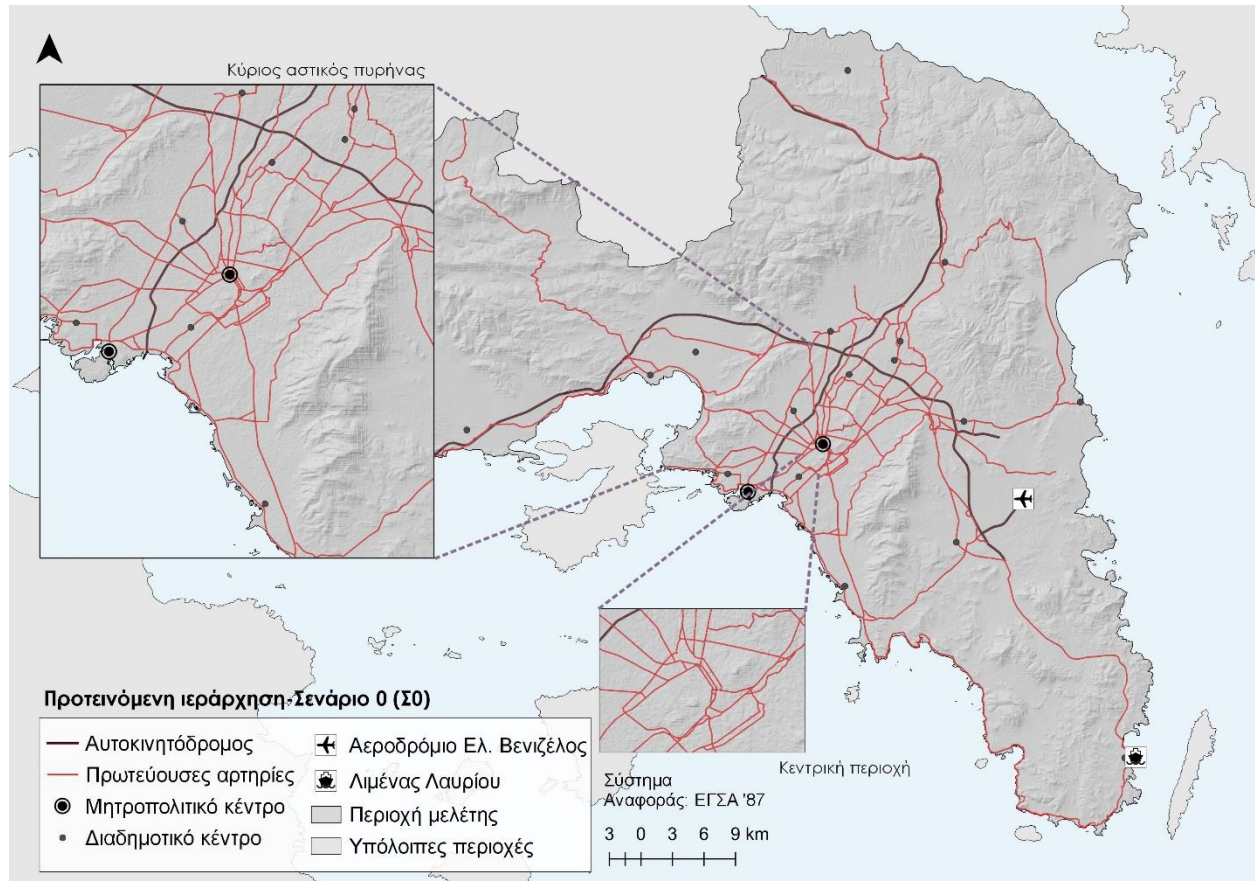 Κύριος αστικός πυρήνας
Κεντρική περιοχή
Προτεινόμενη ιεράρχηση-Σενάριο 0 (Σ0)
Αυτοκινητόδρομος
Πρωτεύουσες αρτηρίες
Μητροπολιτικό κέντρο
Διαδημοτικό κέντρο
Αεροδρόμιο Ελ. Βενιζέλος
Λιμένας Λαυρίου
Περιοχή μελέτης
Υπόλοιπες περιοχές
Σύστημα
Αναφοράς: ΕΓΣΑ '87
3 0 3 6 9 km